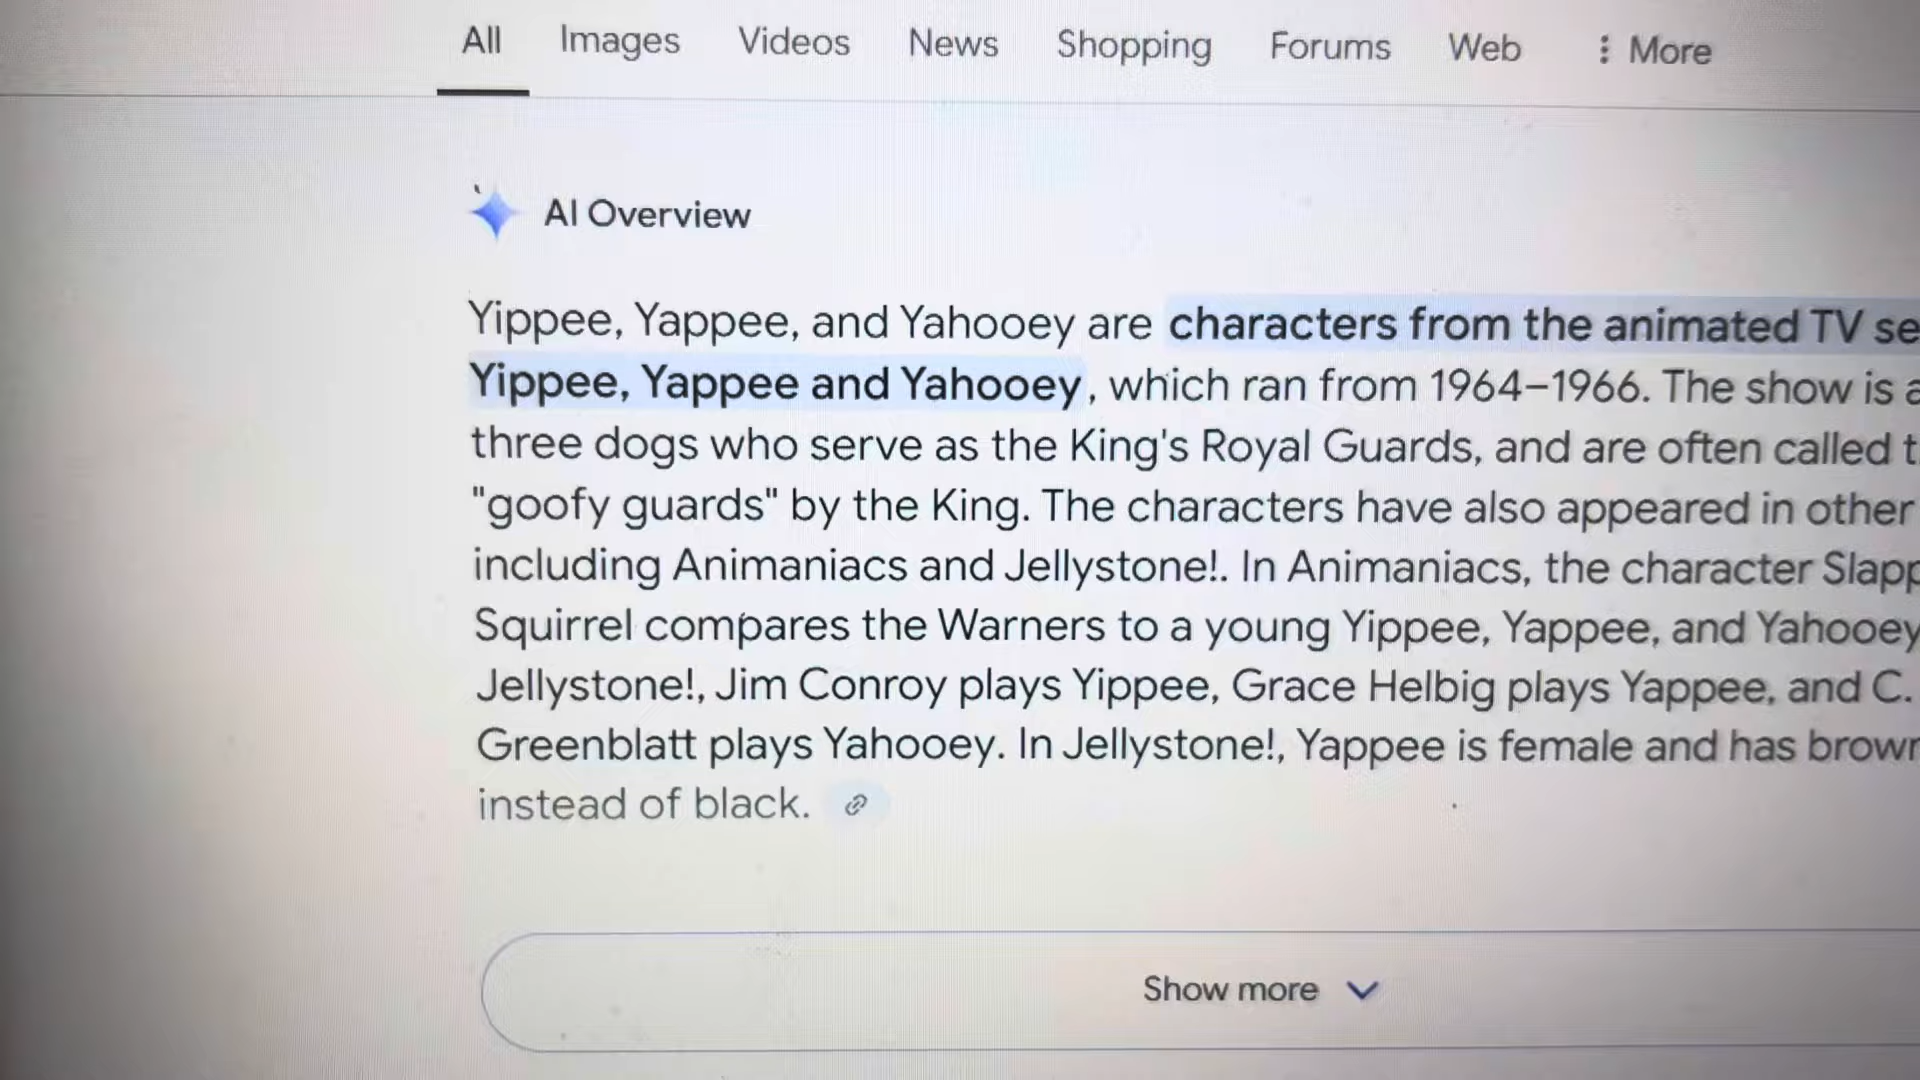 All Images Videos News Shopping Forums Web More
AI Overview
Yippee, Yappee, and Yahooey are characters from the animated TV se
Yippee, Yappee and Yahooey, which ran from 1964–1966. The show is a
three dogs who serve as the King's Royal Guards, and are often called t
"goofy guards" by the King. The characters have also appeared in other
including Animaniacs and Jellystone!. In Animaniacs, the character Slapp
Squirrel compares the Warners to a young Yippee, Yappee, and Yahooey
Jellystone!, Jim Conroy plays Yippee, Grace Helbig plays Yappee, and C.
Greenblatt plays Yahooey. In Jellystone!, Yappee is female and has brown
instead of black.
Show more